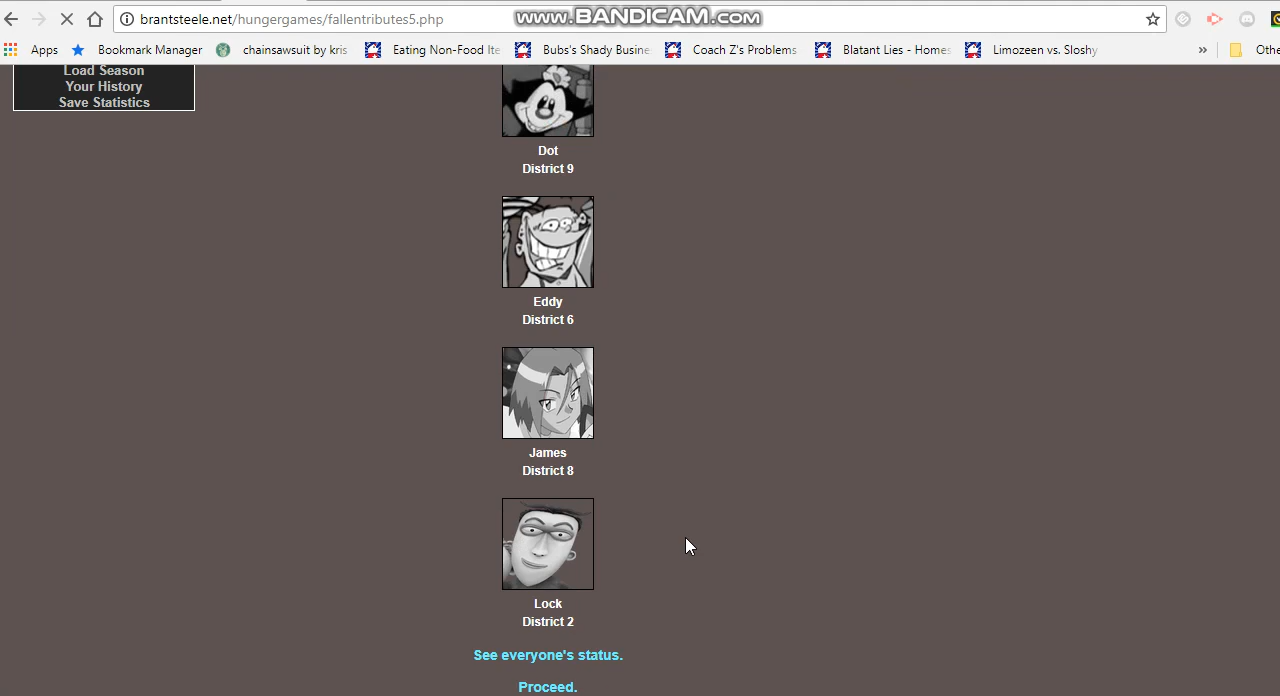 brantsteele.net/hungergames/fallentributes5.php
www.BANDICAM.com
Apps Bookmark Manager chainsawsuit by kris Eating Non-Food Ite Bubs's Shady Busine Coach Z's Problems Blatant Lies - Homes Limozeen vs. Sloshy » Othe
Load Season
Your History
Save Statistics
Dot
District 9
Eddy
District 6
James
District 8
Lock
District 2
See everyone's status.
Proceed.